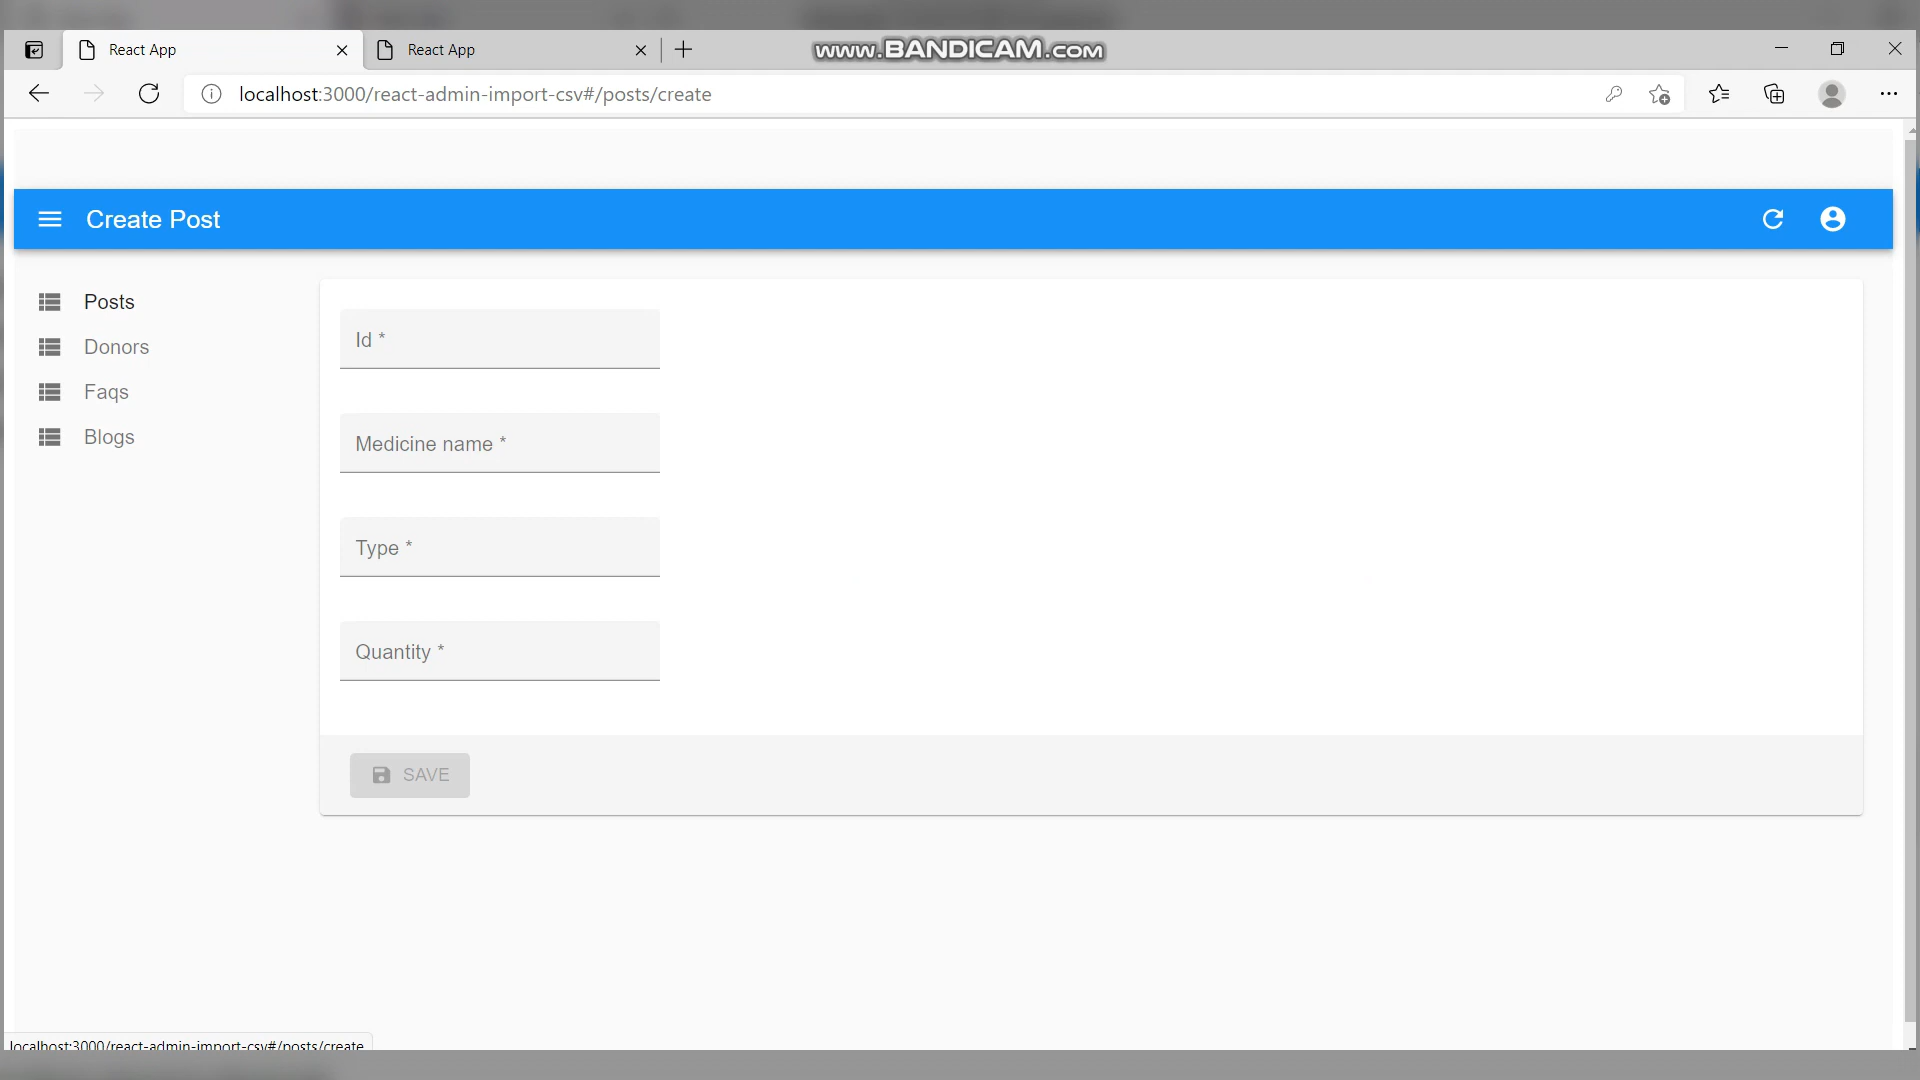 React App
React App
www.BANDICAM.com
localhost:3000/react-admin-import-csv#/posts/create
Create Post
Posts
Donors
Faqs
Blogs
Id *
Medicine name *
Type *
Quantity *
SAVE
localhost:3000/react-admin-import-csv#/posts/create